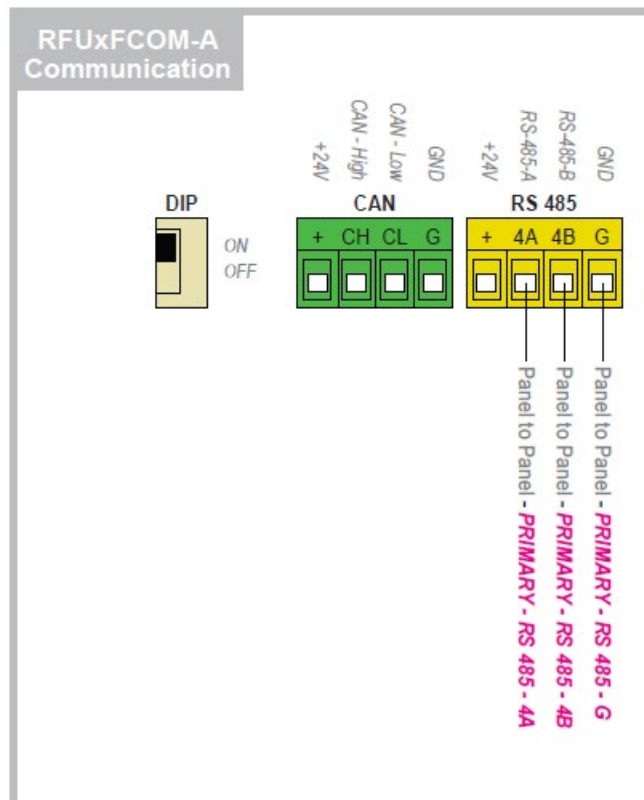 RFUxFCOM-A
Communication
+24V
CAN - High
CAN - Low
GND
+24V
RS-485-A
RS-485-B
GND
DIP
CAN
RS 485
ON
OFF
+ CH CL G
+ 4A 4B G
Panel to Panel - PRIMARY - RS 485 - 4A
Panel to Panel - PRIMARY - RS 485 - 4B
Panel to Panel - PRIMARY - RS 485 - G